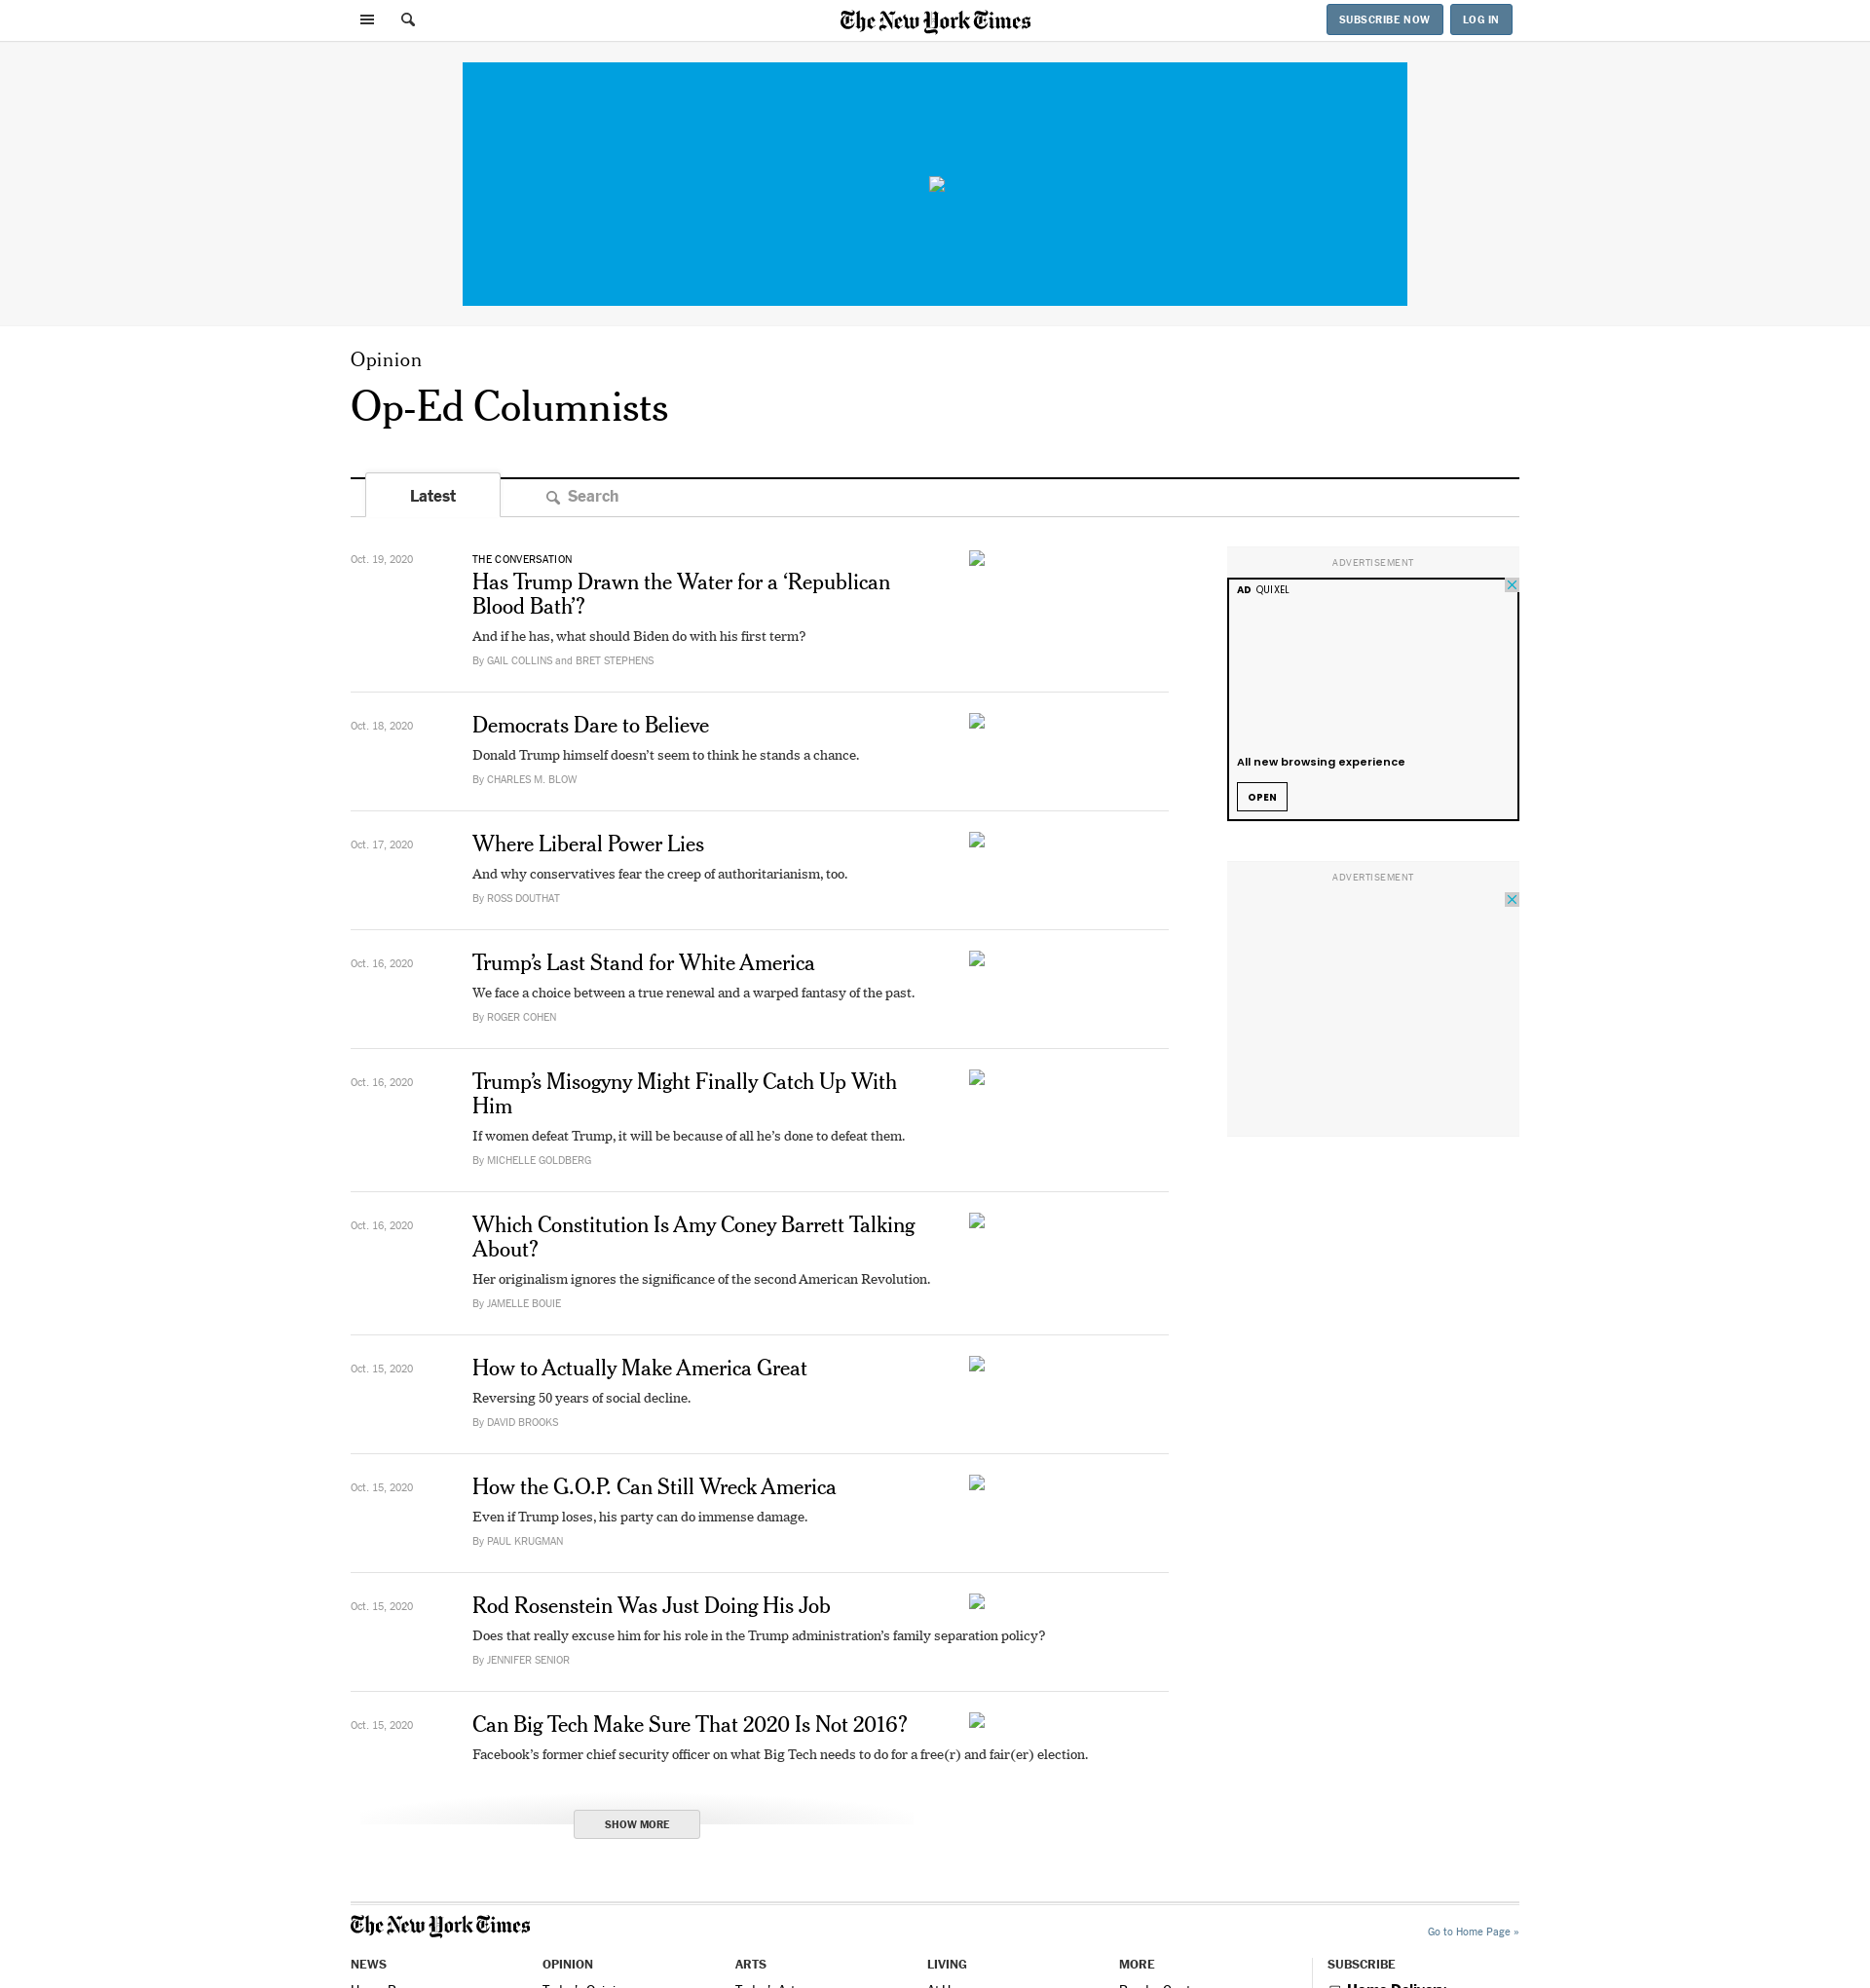 The New York Times
SUBSCRIBE NOW
LOG IN
Opinion
Op-Ed Columnists
Latest
Search
Oct. 19, 2020
THE CONVERSATION
Has Trump Drawn the Water for a ‘Republican
Blood Bath’?
And if he has, what should Biden do with his first term?
By GAIL COLLINS and BRET STEPHENS
Oct. 18, 2020
Democrats Dare to Believe
Donald Trump himself doesn’t seem to think he stands a chance.
By CHARLES M. BLOW
Oct. 17, 2020
Where Liberal Power Lies
And why conservatives fear the creep of authoritarianism, too.
By ROSS DOUTHAT
Oct. 16, 2020
Trump’s Last Stand for White America
We face a choice between a true renewal and a warped fantasy of the past.
By ROGER COHEN
Oct. 16, 2020
Trump’s Misogyny Might Finally Catch Up With
Him
If women defeat Trump, it will be because of all he’s done to defeat them.
By MICHELLE GOLDBERG
Oct. 16, 2020
Which Constitution Is Amy Coney Barrett Talking
About?
Her originalism ignores the significance of the second American Revolution.
By JAMELLE BOUIE
Oct. 15, 2020
How to Actually Make America Great
Reversing 50 years of social decline.
By DAVID BROOKS
Oct. 15, 2020
How the G.O.P. Can Still Wreck America
Even if Trump loses, his party can do immense damage.
By PAUL KRUGMAN
Oct. 15, 2020
Rod Rosenstein Was Just Doing His Job
Does that really excuse him for his role in the Trump administration’s family separation policy?
By JENNIFER SENIOR
Oct. 15, 2020
Can Big Tech Make Sure That 2020 Is Not 2016?
Facebook’s former chief security officer on what Big Tech needs to do for a free(r) and fair(er) election.
SHOW MORE
ADVERTISEMENT
AD QUIXEL
All new browsing experience
OPEN
ADVERTISEMENT
The New York Times
Go to Home Page »
NEWS
OPINION
ARTS
LIVING
MORE
SUBSCRIBE
Home Delivery